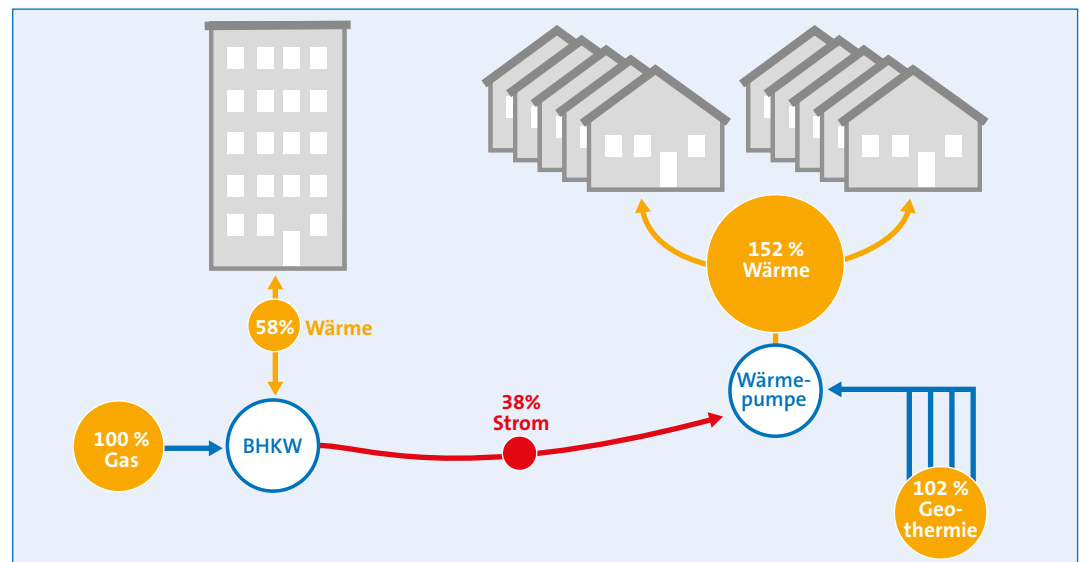 152 %
Wärme
58% Wärme
Wärme-
pumpe
38%
Strom
100 %
Gas
BHKW
102 %
Geo-
thermie